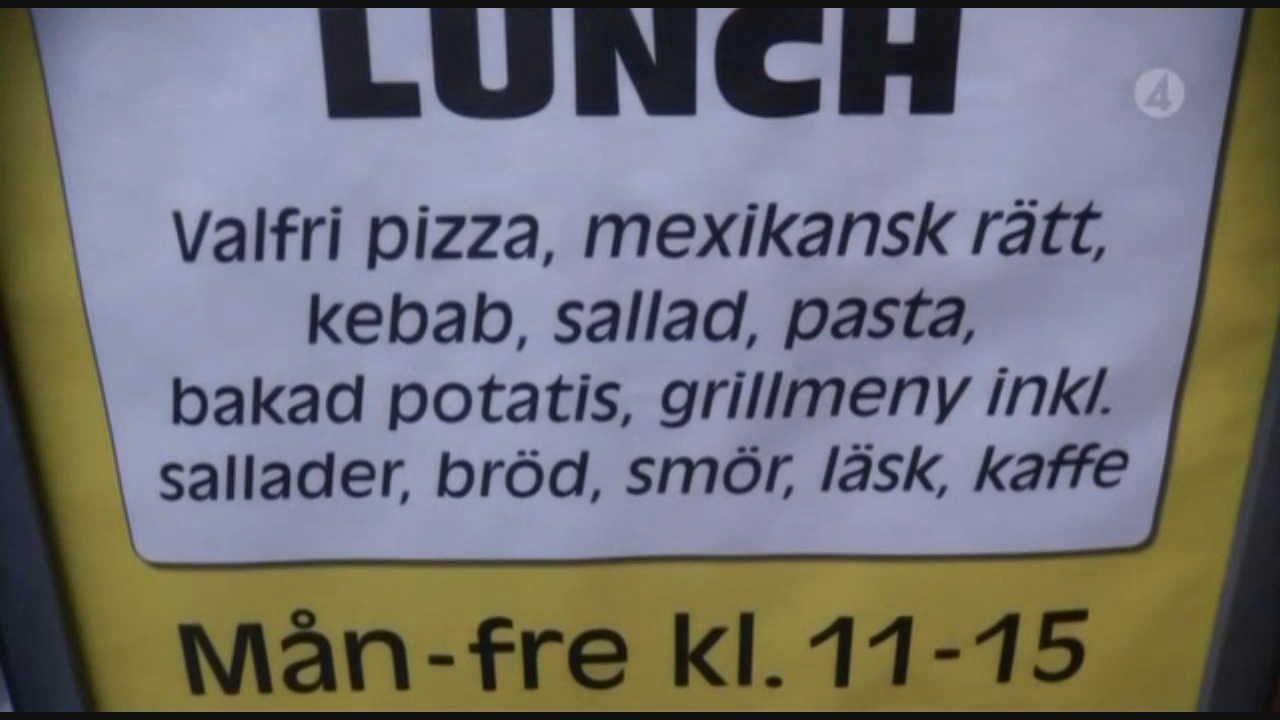 LUNCH
4
Valfri pizza, mexikansk rätt,
kebab, sallad, pasta,
bakad potatis, grillmeny inkl.
sallader, bröd, smör, läsk, kaffe
Mån-fre kl. 11-15